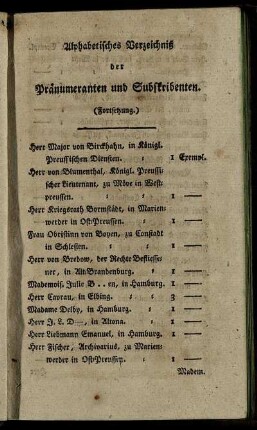 Alphabetisches Verzeichniß
der
Pränumeranten und Subskribenten.
(Fortsetzung.)
Herr Major von Birckhahn, in Königl.
Preussischen Diensten. : 1 Exempl.
Herr von Blumenthal, Königl. Preussi-
scher Lieutenant, zu Möve in West-
preussen. : : 1 —
Herr Kriegsrath Bormstädt, in Marien-
werder in Ost-Preussen. : 1 —
Frau Obristinn von Boyen, zu Constadt
in Schlesien. : : 1 —
Herr von Bredow, der Rechte Beflisse-
ner, in Alt-Brandenburg. : 1 —
Mademois. Julie B . . en, in Hamburg. 1 —
Herr Cayrau, in Elbing. : : 3 —
Madame Delby, in Hamburg. : 1 —
Herr J. L. D—, in Altona. : 1 —
Herr Liebmann Emanuel, in Hamburg. 1 —
Herr Fischer, Archivarius, zu Marien-
werder in Ost-Preussen. : 1 —
Madem.